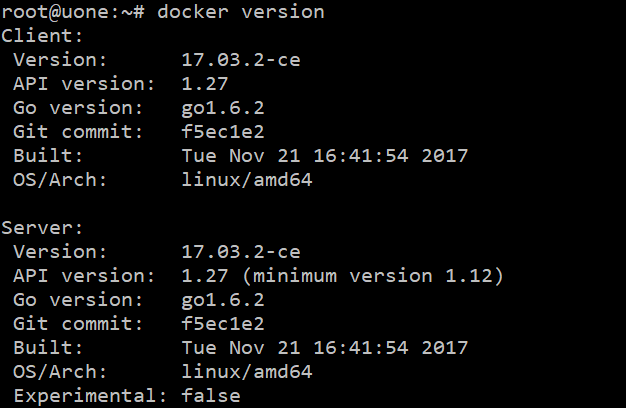 root@uone:~# docker version
Client:
 Version:      17.03.2-ce
 API version:  1.27
 Go version:   go1.6.2
 Git commit:   f5ec1e2
 Built:        Tue Nov 21 16:41:54 2017
 OS/Arch:      linux/amd64

Server:
 Version:      17.03.2-ce
 API version:  1.27 (minimum version 1.12)
 Go version:   go1.6.2
 Git commit:   f5ec1e2
 Built:        Tue Nov 21 16:41:54 2017
 OS/Arch:      linux/amd64
 Experimental: false